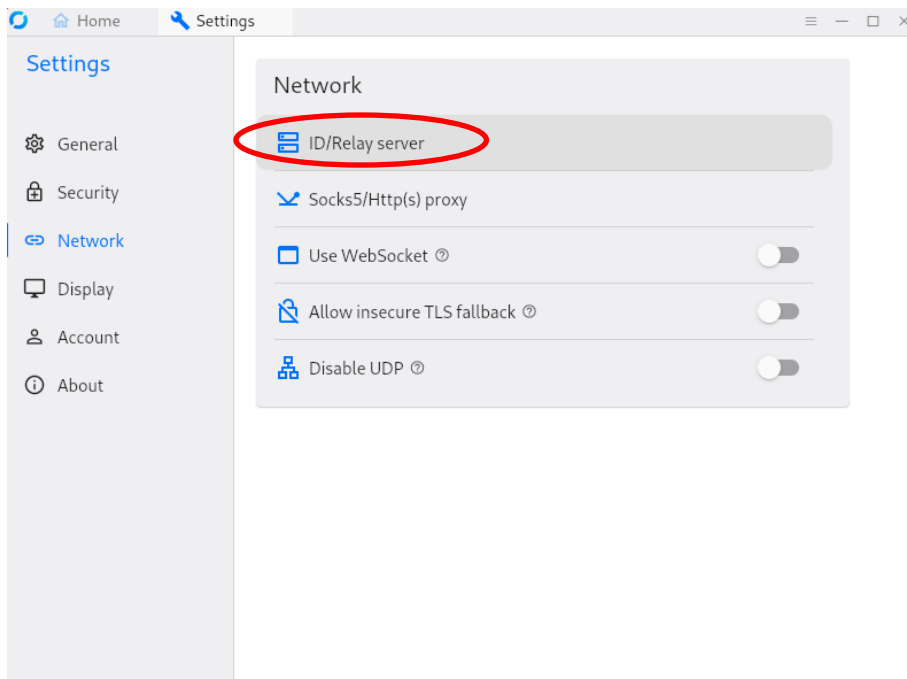 Home
Settings
Settings
General
Security
Network
Display
Account
About
Network
ID/Relay server
Socks5/Http(s) proxy
Use WebSocket
Allow insecure TLS fallback
Disable UDP